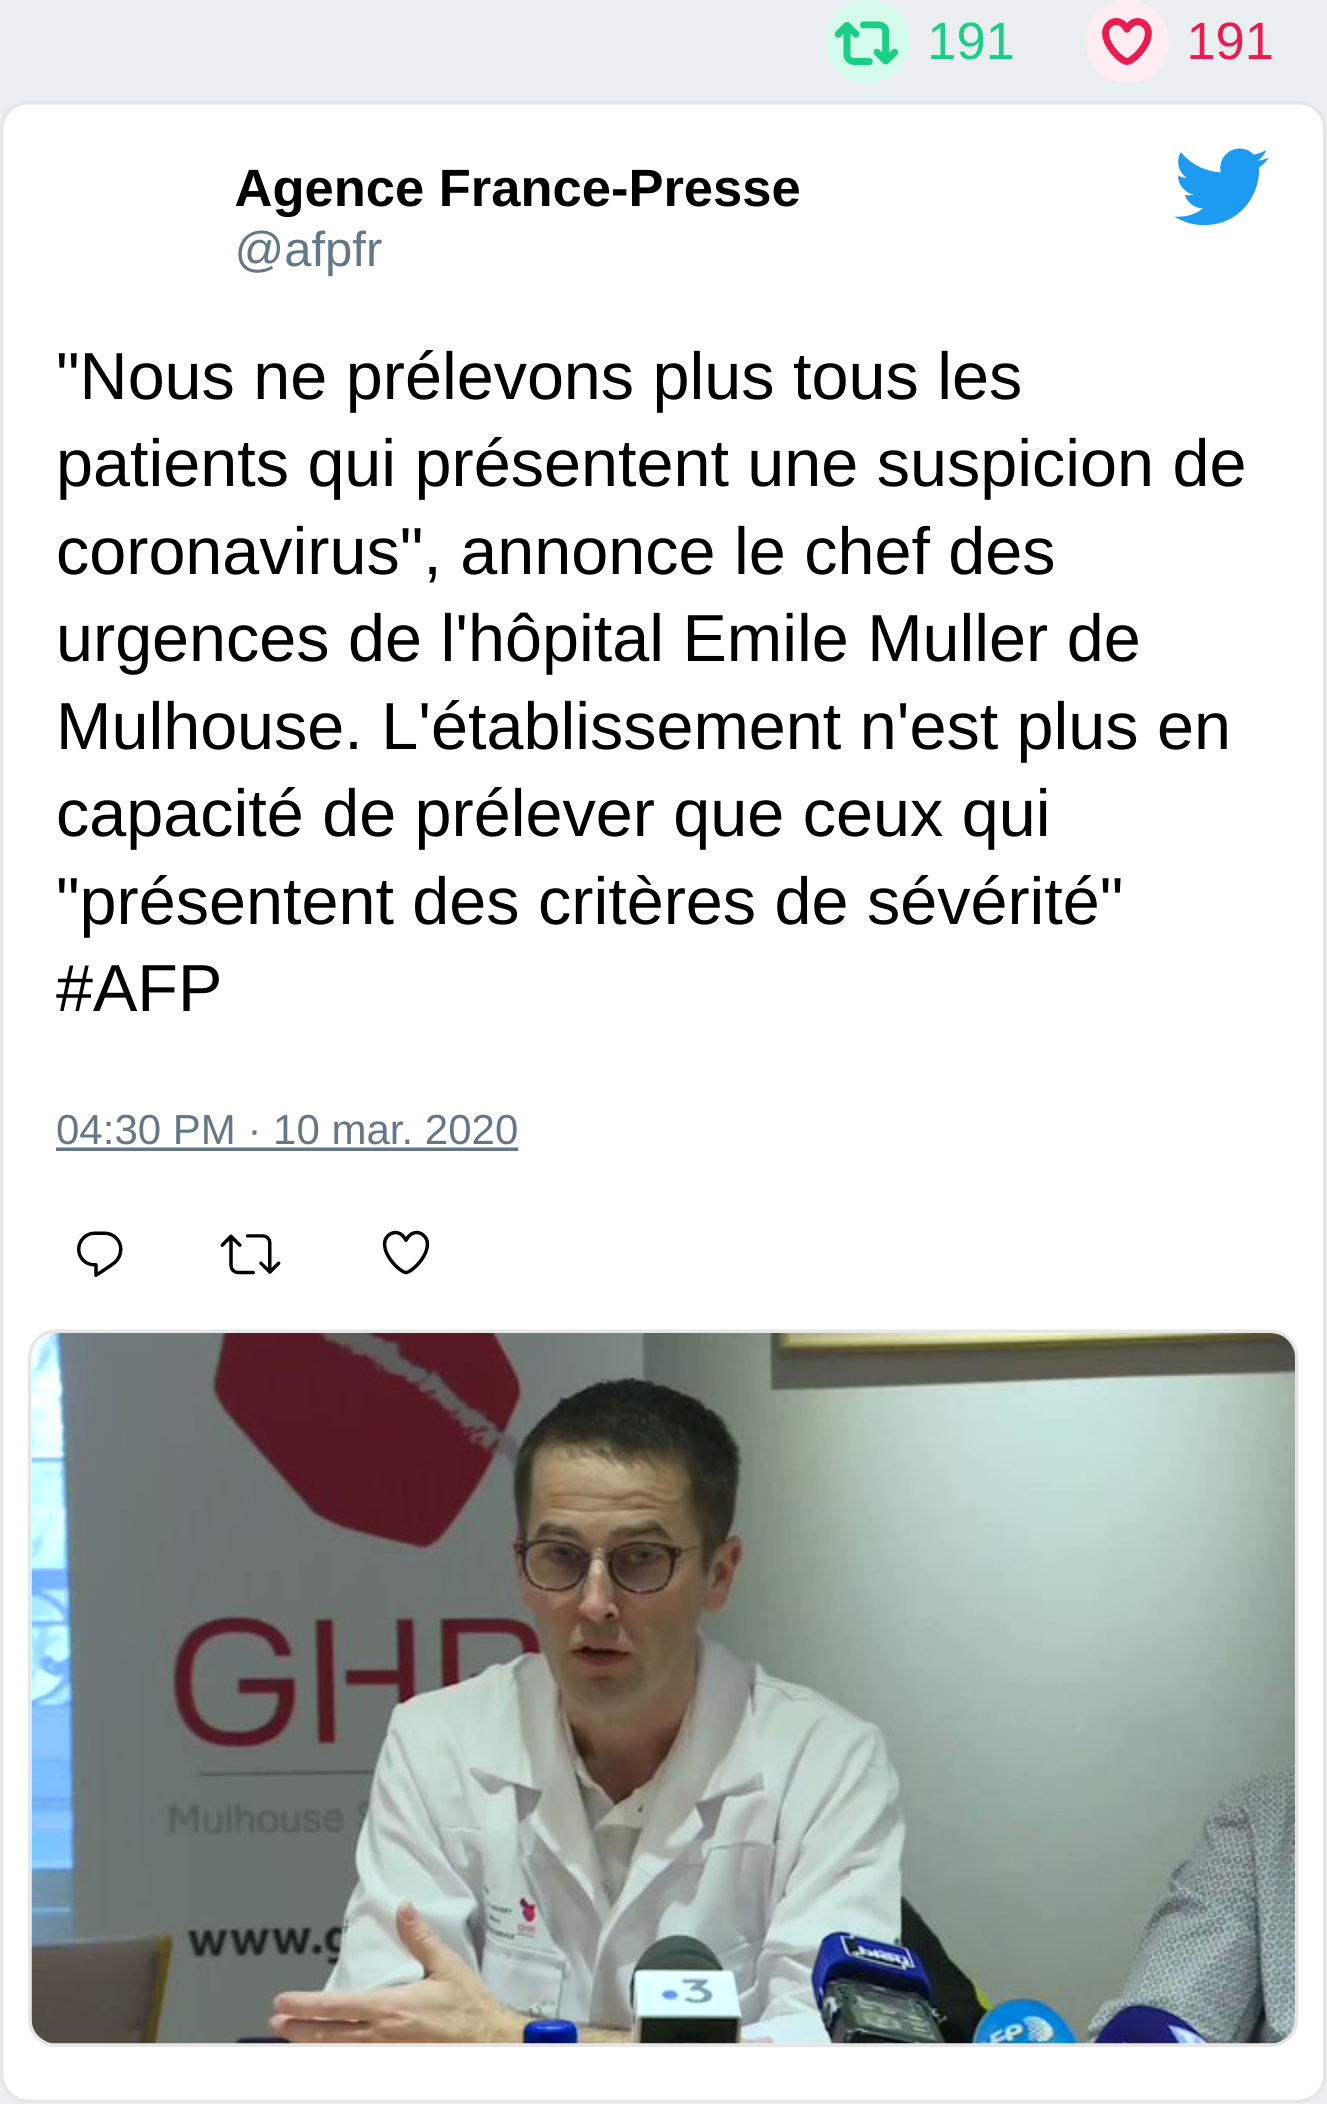 191 191
Agence France-Presse
@afpfr
"Nous ne prélevons plus tous les
patients qui présentent une suspicion de
coronavirus", annonce le chef des
urgences de l'hôpital Emile Muller de
Mulhouse. L'établissement n'est plus en
capacité de prélever que ceux qui
"présentent des critères de sévérité"
#AFP
04:30 PM · 10 mar. 2020
GHR
Mulhouse S
www.g
GHR
3